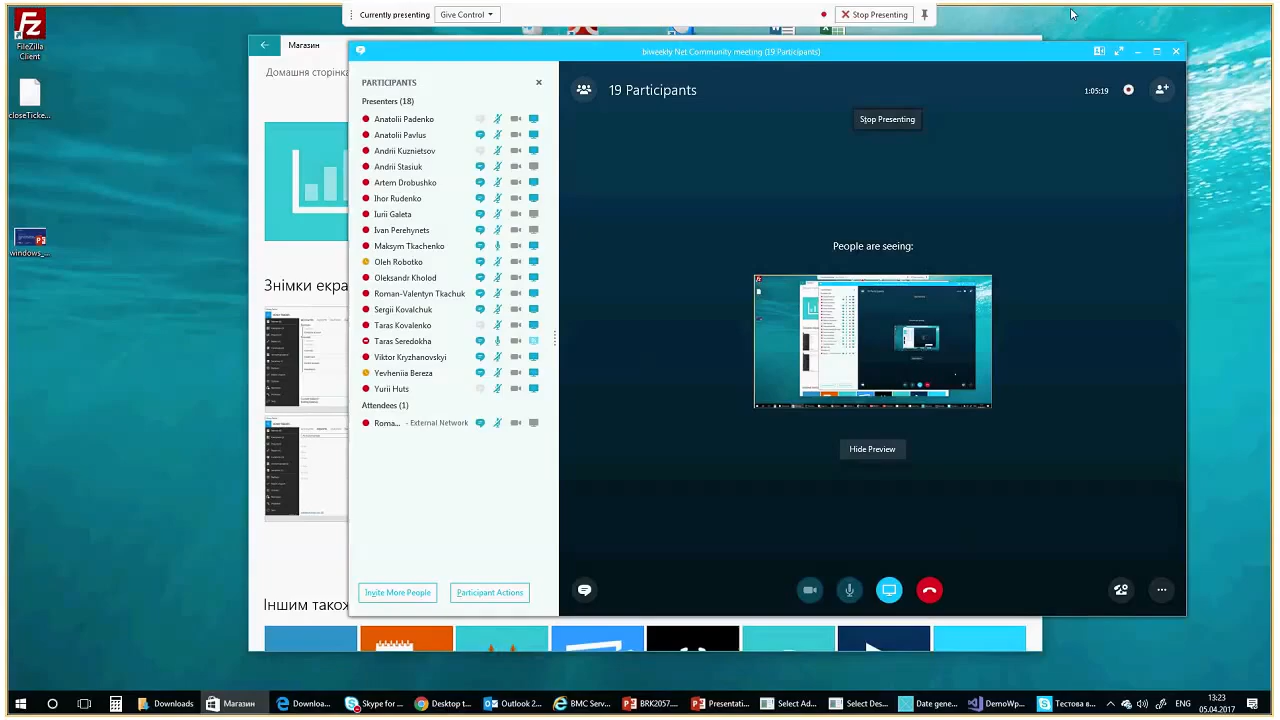 Currently presenting
Give Control
Stop Presenting
FileZilla
Client
closeTicke...
windows_...
Магазин
Домашня сторінка
Знімки екра
Іншим також
biweekly Net Community meeting (19 Participants)
PARTICIPANTS
Presenters (18)
Anatolii Padenko
Anatolii Pavlus
Andrii Kuznietsov
Andrii Stasiuk
Artem Drobushko
Ihor Rudenko
Iurii Galeta
Ivan Perehynets
Maksym Tkachenko
Oleh Robotko
Oleksandr Kholod
Roman-Valentyn Tkachuk
Sergii Kovalchuk
Taras Kovalenko
Taras Seredokha
Viktor Kryzhanovskyi
Yevheniia Bereza
Yurii Huts
Attendees (1)
Roma... - External Network
Invite More People
Participant Actions
19 Participants
1:05:19
Stop Presenting
People are seeing:
Hide Preview
Downloads
Магазин
Downloa...
Skype for ...
Desktop t...
Outlook 2...
BMC Serv...
BRK2057...
Presentati...
Select Ad...
Select Des...
Date gene...
DemoWp...
Тестова в...
ENG
13:23
05.04.2017